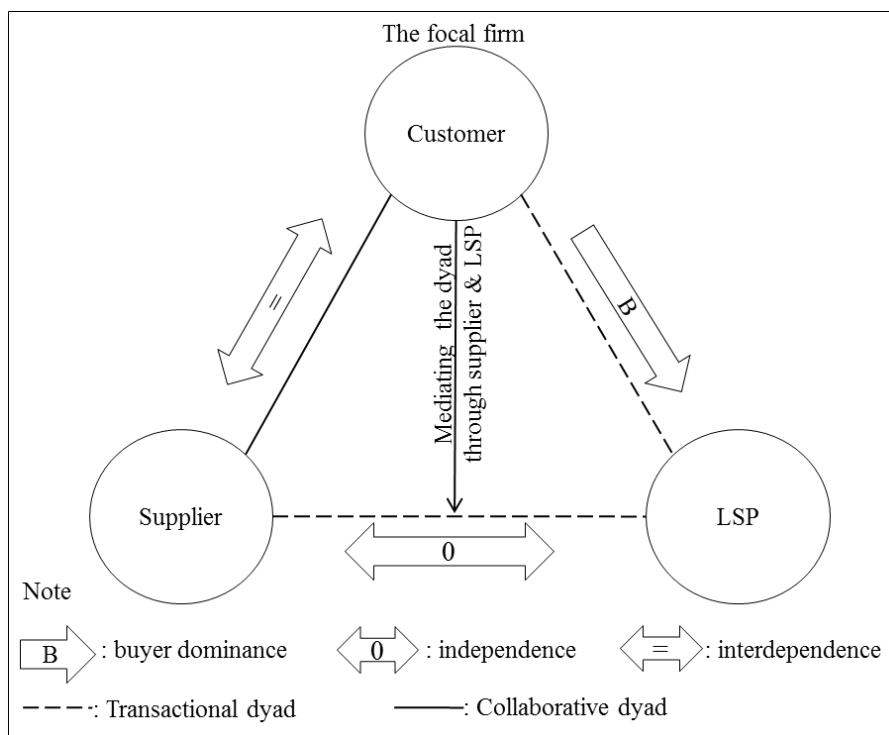 The focal firm
Customer
=
B
Mediating the dyad
through supplier & LSP
Supplier
LSP
0
Note
B : buyer dominance
0 : independence
= : interdependence
: Transactional dyad
: Collaborative dyad